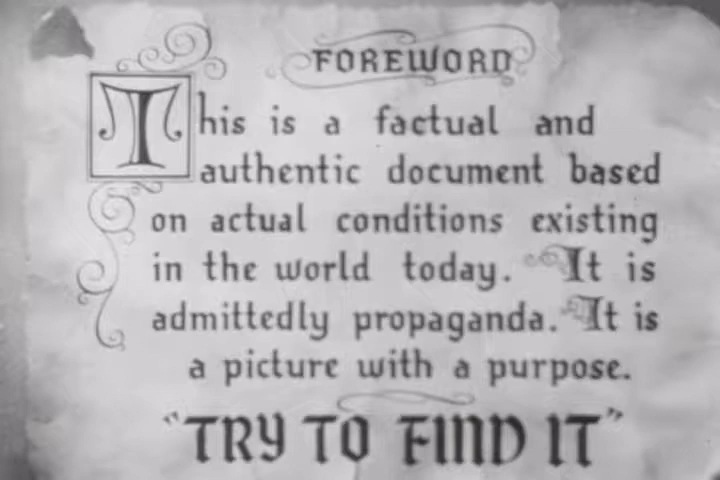 FOREWORD
This is a factual and
authentic document based
on actual conditions existing
in the world today. It is
admittedly propaganda. It is
a picture with a purpose.
"TRY TO FIND IT"